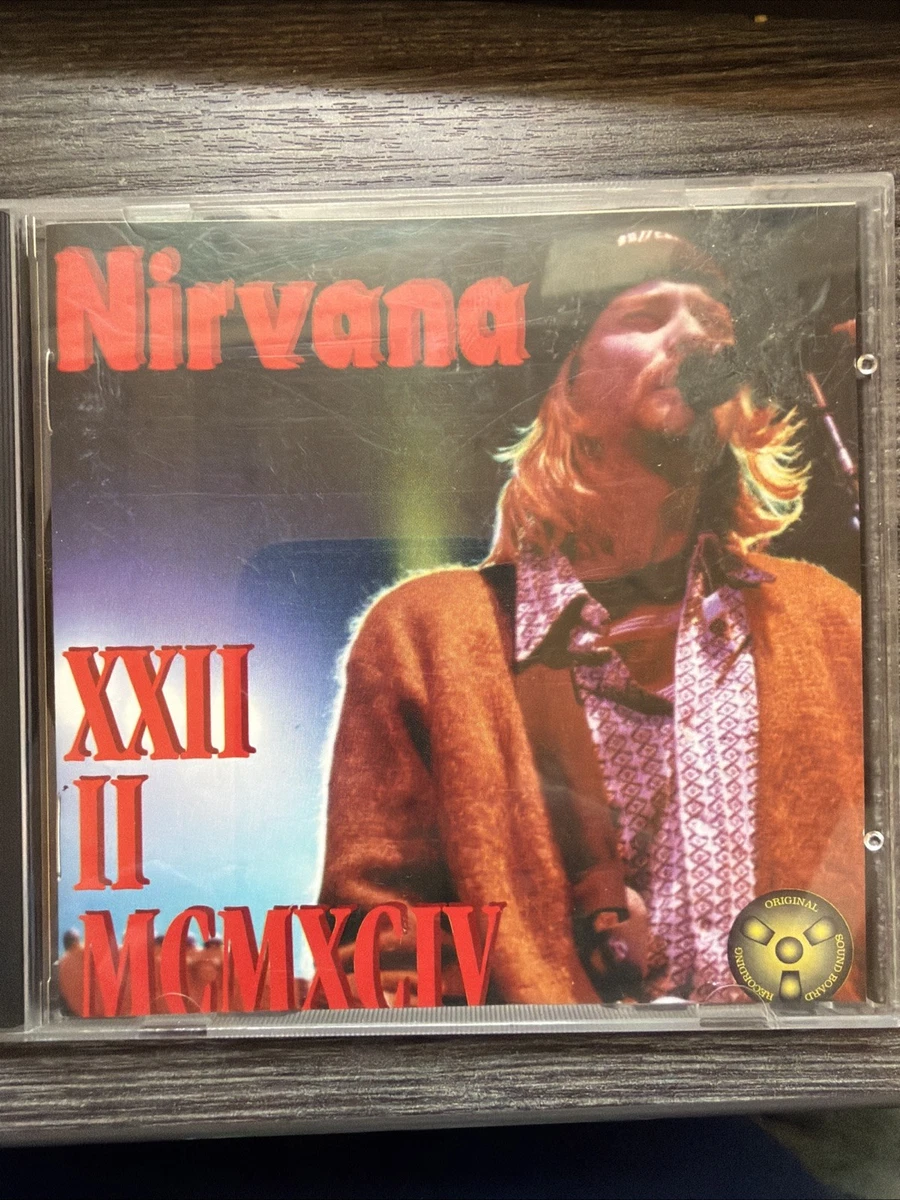 Nirvana
XXII
II
MCMXCIV
ORIGINAL
SOUND BOARD
RECORDING